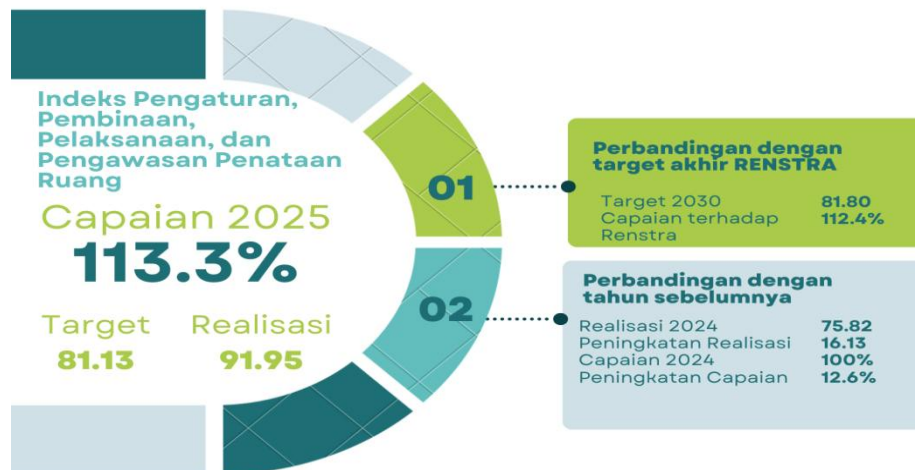 Indeks Pengaturan,
Pembinaan,
Pelaksanaan, dan
Pengawasan Penataan
Ruang
Capaian 2025
113.3%
Target Realisasi
81.13 91.95
01
Perbandingan dengan
target akhir RENSTRA
Target 2030 81.80
Capaian terhadap 112.4%
Renstra
02
Perbandingan dengan
tahun sebelumnya
Realisasi 2024 75.82
Peningkatan Realisasi 16.13
Capaian 2024 100%
Peningkatan Capaian 12.6%